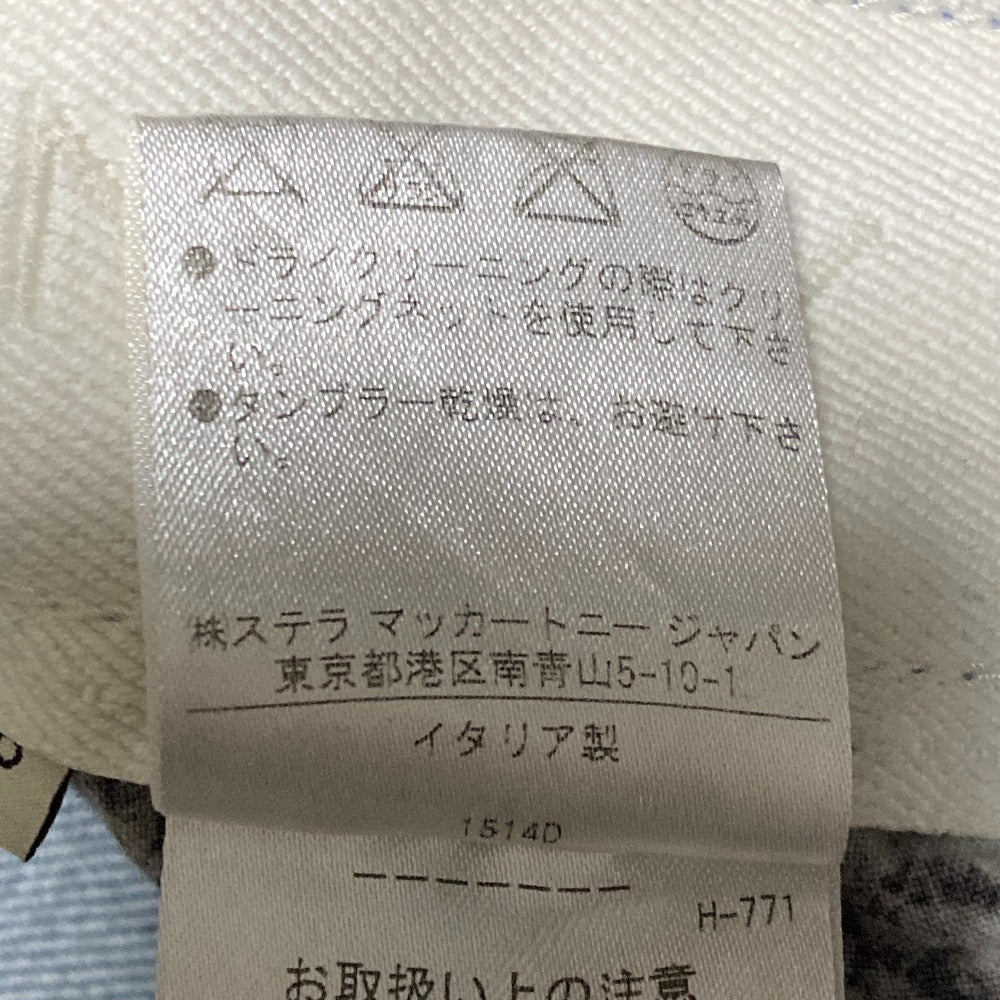 ●ドライクリーニングの際はクリ
ーニングネットを使用して下さ
い。
●タンブラー乾燥は、お避け下さ
い。
株ステラ マッカートニー ジャパン
東京都港区南青山5-10-1
イタリア製
1514D
-------
H-771
お取扱い上の注意